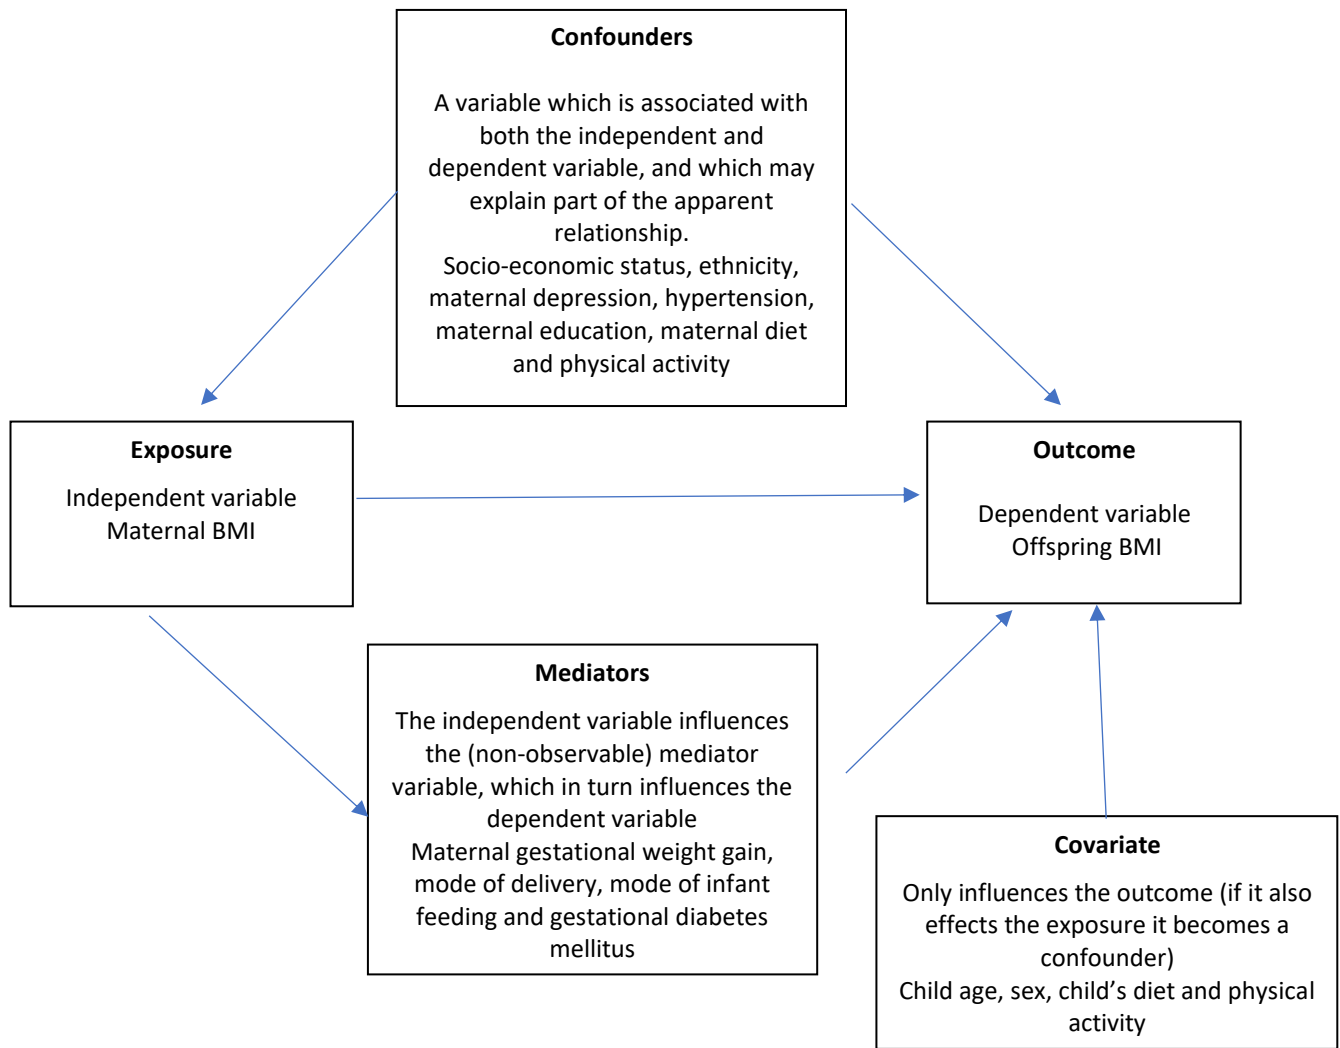 Confounders
A variable which is associated with
both the independent and
dependent variable, and which may
explain part of the apparent
relationship.
Socio-economic status, ethnicity,
maternal depression, hypertension,
maternal education, maternal diet
and physical activity
Exposure
Independent variable
Maternal BMI
Outcome
Dependent variable
Offspring BMI
Mediators
The independent variable influences
the (non-observable) mediator
variable, which in turn influences the
dependent variable
Maternal gestational weight gain,
mode of delivery, mode of infant
feeding and gestational diabetes
mellitus
Covariate
Only influences the outcome (if it also
effects the exposure it becomes a
confounder)
Child age, sex, child’s diet and physical
activity